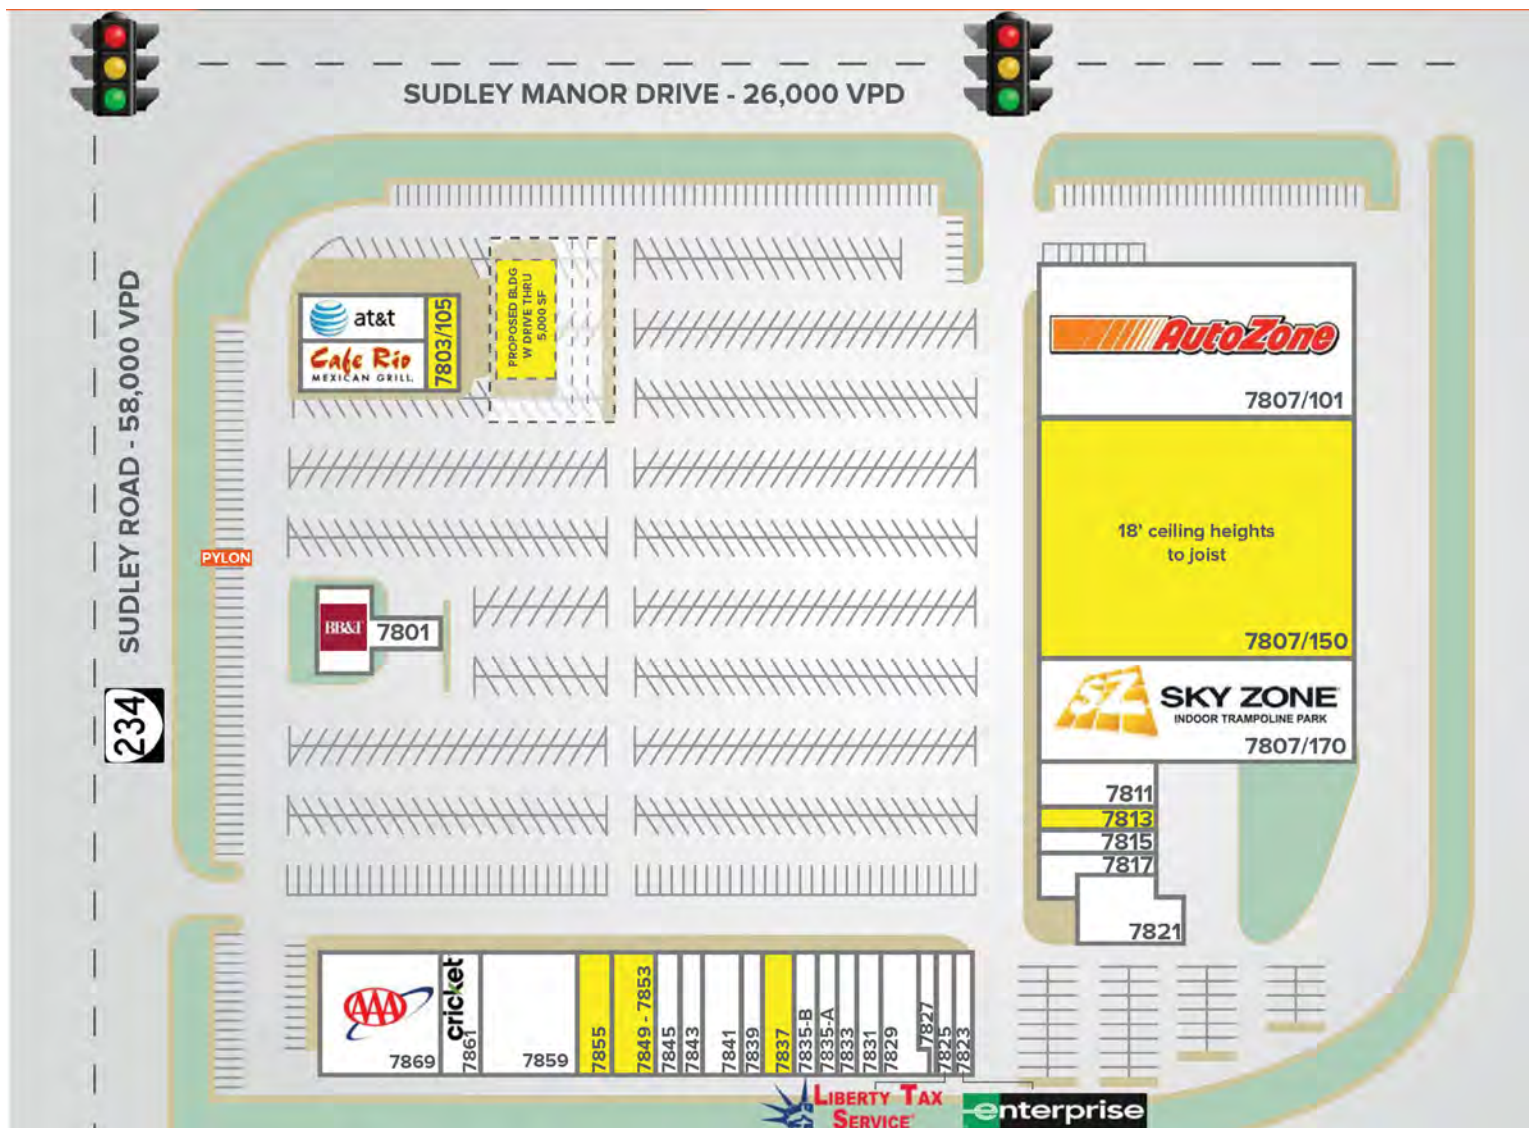 SUDLEY MANOR DRIVE - 26,000 VPD
SUDLEY ROAD - 58,000 VPD
234
PYLON
at&t
Cafe Rio
MEXICAN GRILL
7803/105
PROPOSED BLDG
W DRIVE THRU
5,000 SF
BB&T
7801
AutoZone
7807/101
18' ceiling heights
to joist
7807/150
SZ
SKY ZONE
INDOOR TRAMPOLINE PARK
7807/170
7811
7813
7815
7817
7821
AAA
7869
cricket
7861
7859
7855
7849 - 7853
7845
7843
7841
7839
7837
7835-B
7835-A
7833
7831
7829
7827
7825
7823
LIBERTY TAX
SERVICE
enterprise